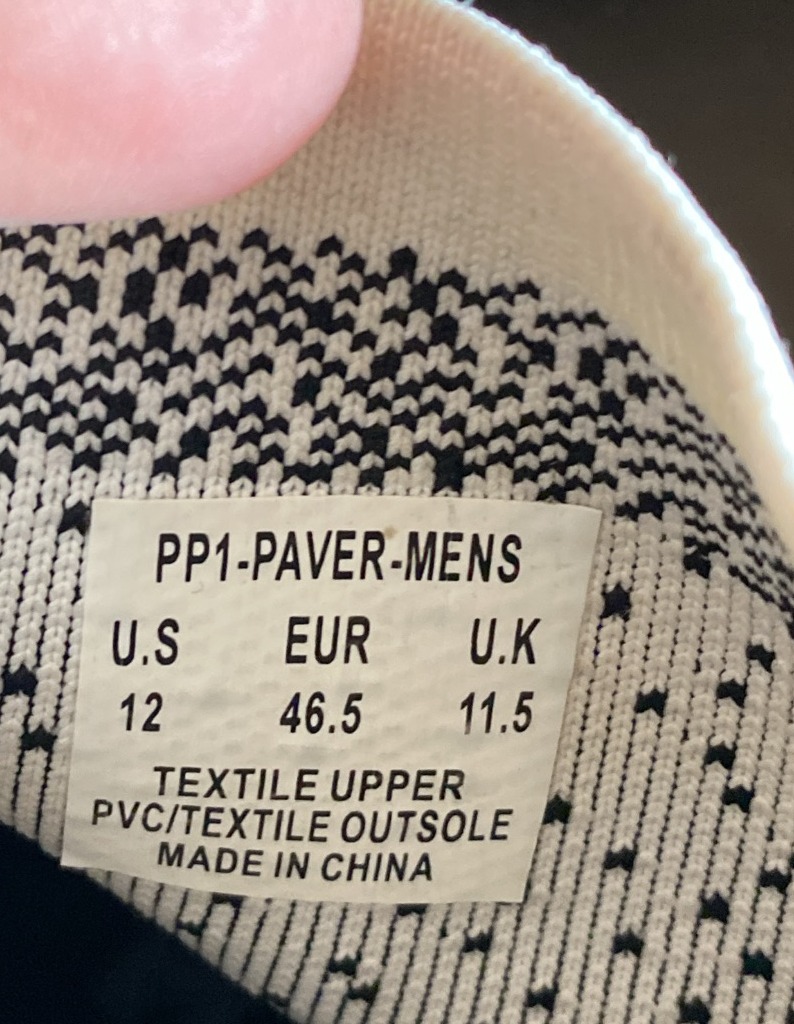 PP1-PAVER-MENS
U.S EUR U.K
12 46.5 11.5
TEXTILE UPPER
PVC/TEXTILE OUTSOLE
MADE IN CHINA